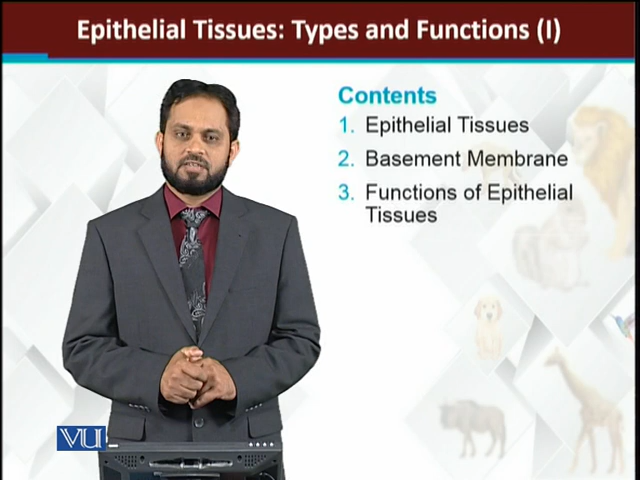 Epithelial Tissues: Types and Functions (I)
Contents
1. Epithelial Tissues
2. Basement Membrane
3. Functions of Epithelial
Tissues
VU